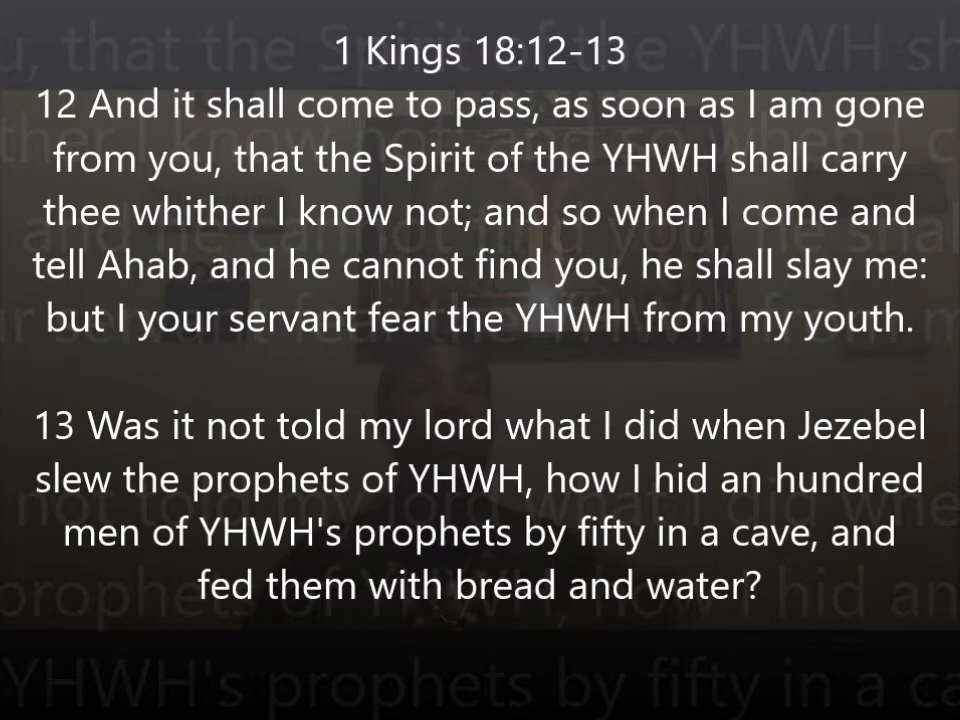 1 Kings 18:12-13
12 And it shall come to pass, as soon as I am gone
from you, that the Spirit of the YHWH shall carry
thee whither I know not; and so when I come and
tell Ahab, and he cannot find you, he shall slay me:
but I your servant fear the YHWH from my youth.
13 Was it not told my lord what I did when Jezebel
slew the prophets of YHWH, how I hid an hundred
men of YHWH's prophets by fifty in a cave, and
fed them with bread and water?